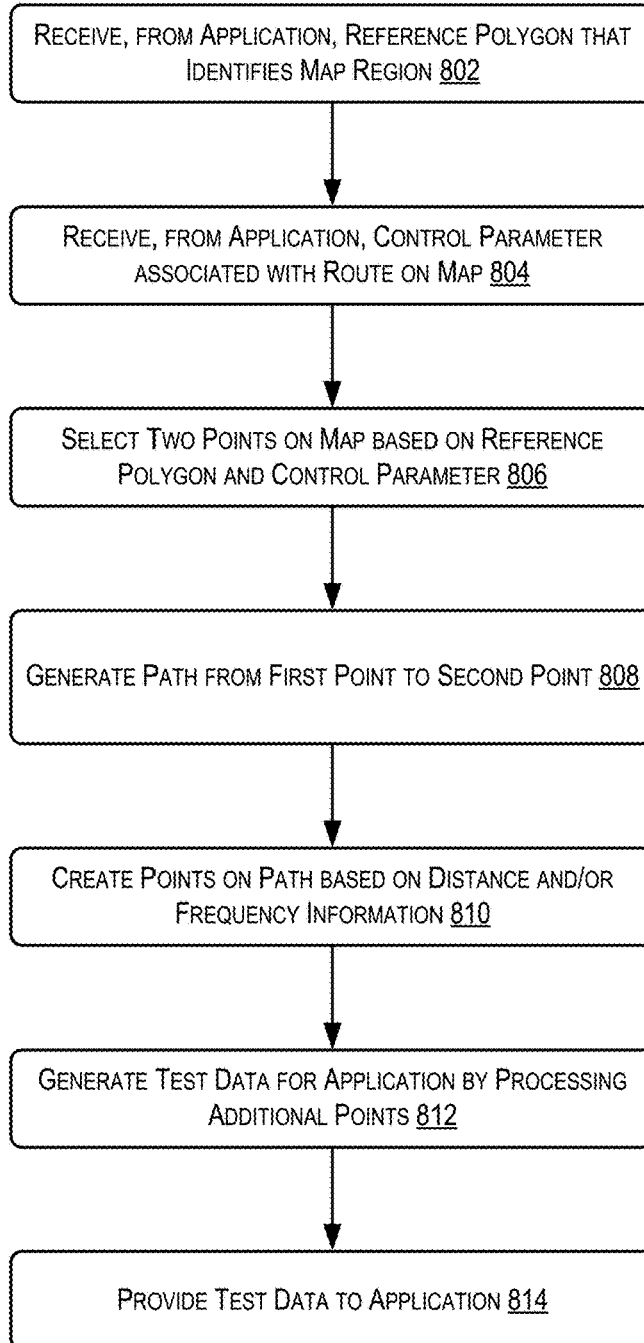 RECEIVE, FROM APPLICATION, REFERENCE POLYGON THAT
IDENTIFIES MAP REGION 802
RECEIVE, FROM APPLICATION, CONTROL PARAMETER
ASSOCIATED WITH ROUTE ON MAP 804
SELECT TWO POINTS ON MAP BASED ON REFERENCE
POLYGON AND CONTROL PARAMETER 806
GENERATE PATH FROM FIRST POINT TO SECOND POINT 808
CREATE POINTS ON PATH BASED ON DISTANCE AND/OR
FREQUENCY INFORMATION 810
GENERATE TEST DATA FOR APPLICATION BY PROCESSING
ADDITIONAL POINTS 812
PROVIDE TEST DATA TO APPLICATION 814